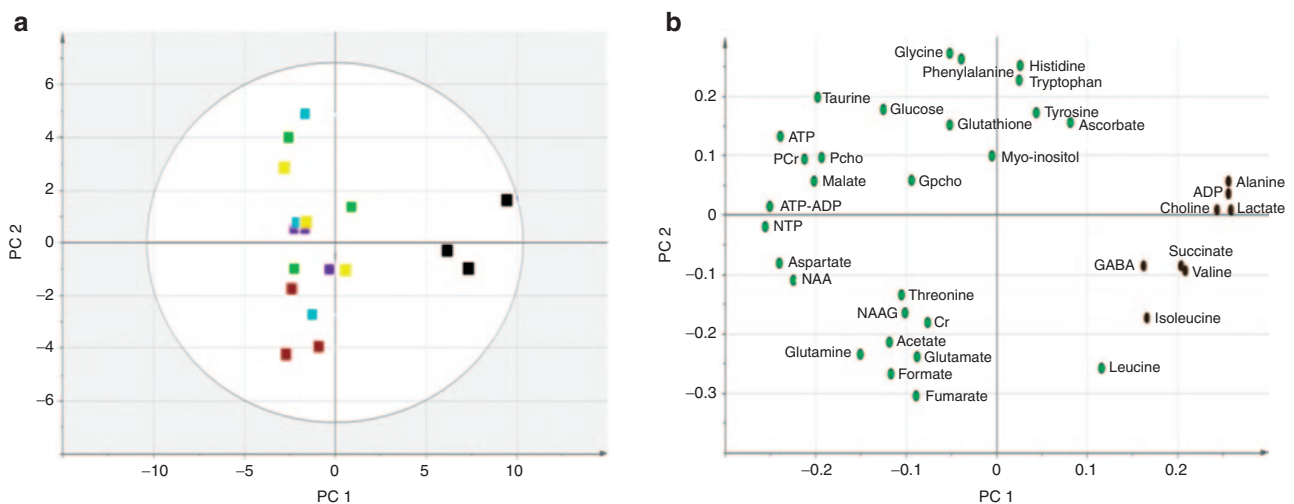 a
PC 2
6
4
2
0
−2
−4
−6
−10
−5
0
5
10
PC 1
b
PC 2
0.2
0.1
0
−0.1
−0.2
−0.3
Glycine
Phenylalanine
Histidine
Tryptophan
Taurine
Glucose
Glutathione
Tyrosine
Ascorbate
ATP
PCr
Pcho
Myo-inositol
Malate
Gpcho
Alanine
ADP
ATP-ADP
Choline
Lactate
NTP
Aspartate
NAA
GABA
Succinate
Valine
Threonine
NAAG
Cr
Isoleucine
Acetate
Glutamine
Glutamate
Formate
Leucine
Fumarate
−0.2
−0.1
0
0.1
0.2
PC 1